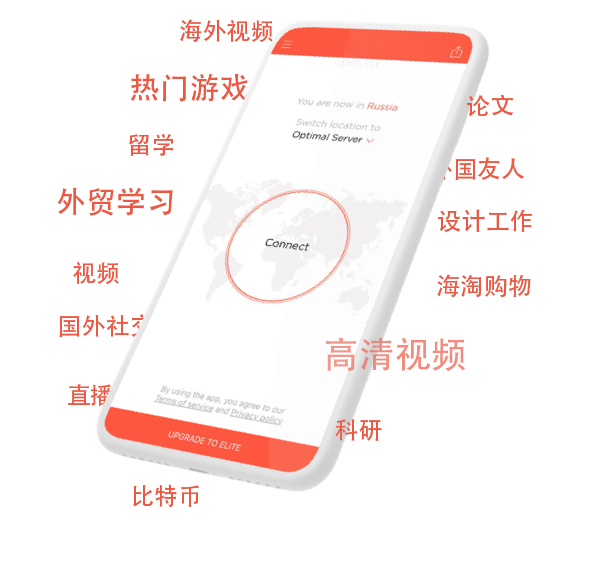 海外视频
热门游戏
论文
You are now in Russia
Switch location to
Optimal Server
留学
国友人
外贸学习
设计工作
Connect
视频
海淘购物
国外社
高清视频
直播
By using the app, you agree to our
Terms of service and Privacy policy
UPGRADE TO ELITE
科研
比特币